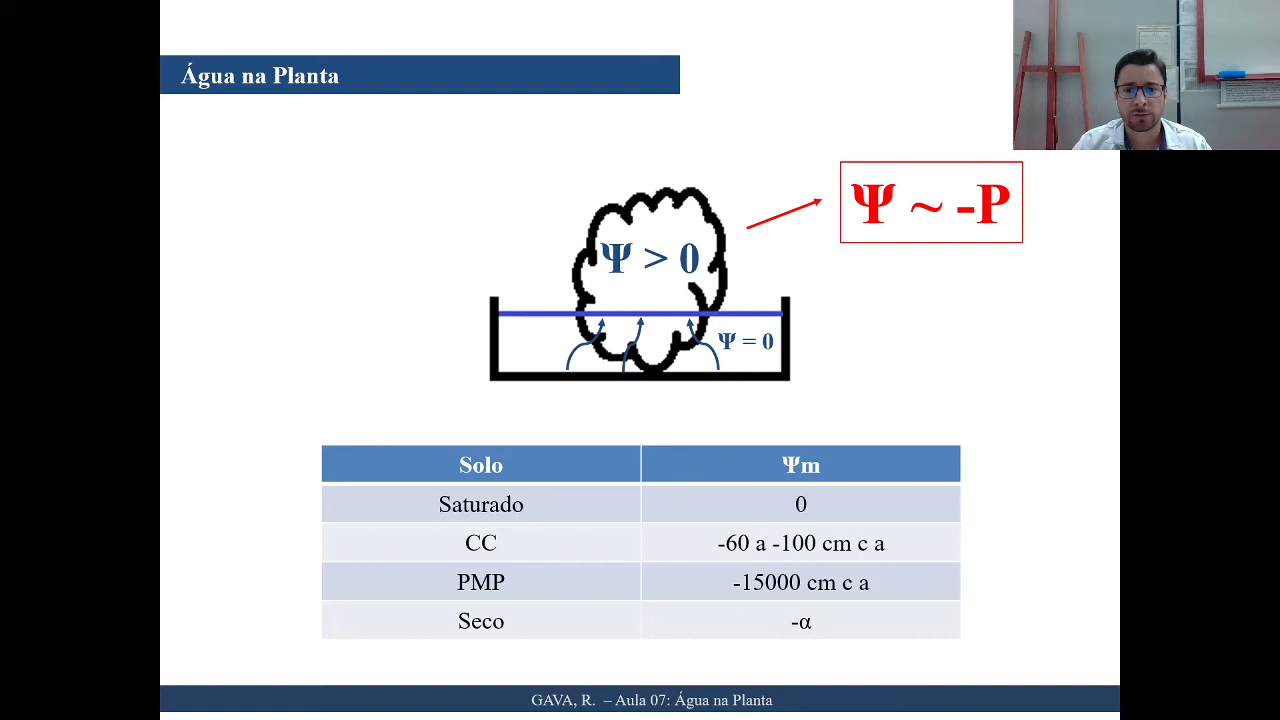 Água na Planta
Ψ ~ -P
Ψ > 0
Ψ = 0
Solo Ψm
Saturado 0
CC -60 a -100 cm c a
PMP -15000 cm c a
Seco -α
GAVA, R. – Aula 07: Água na Planta